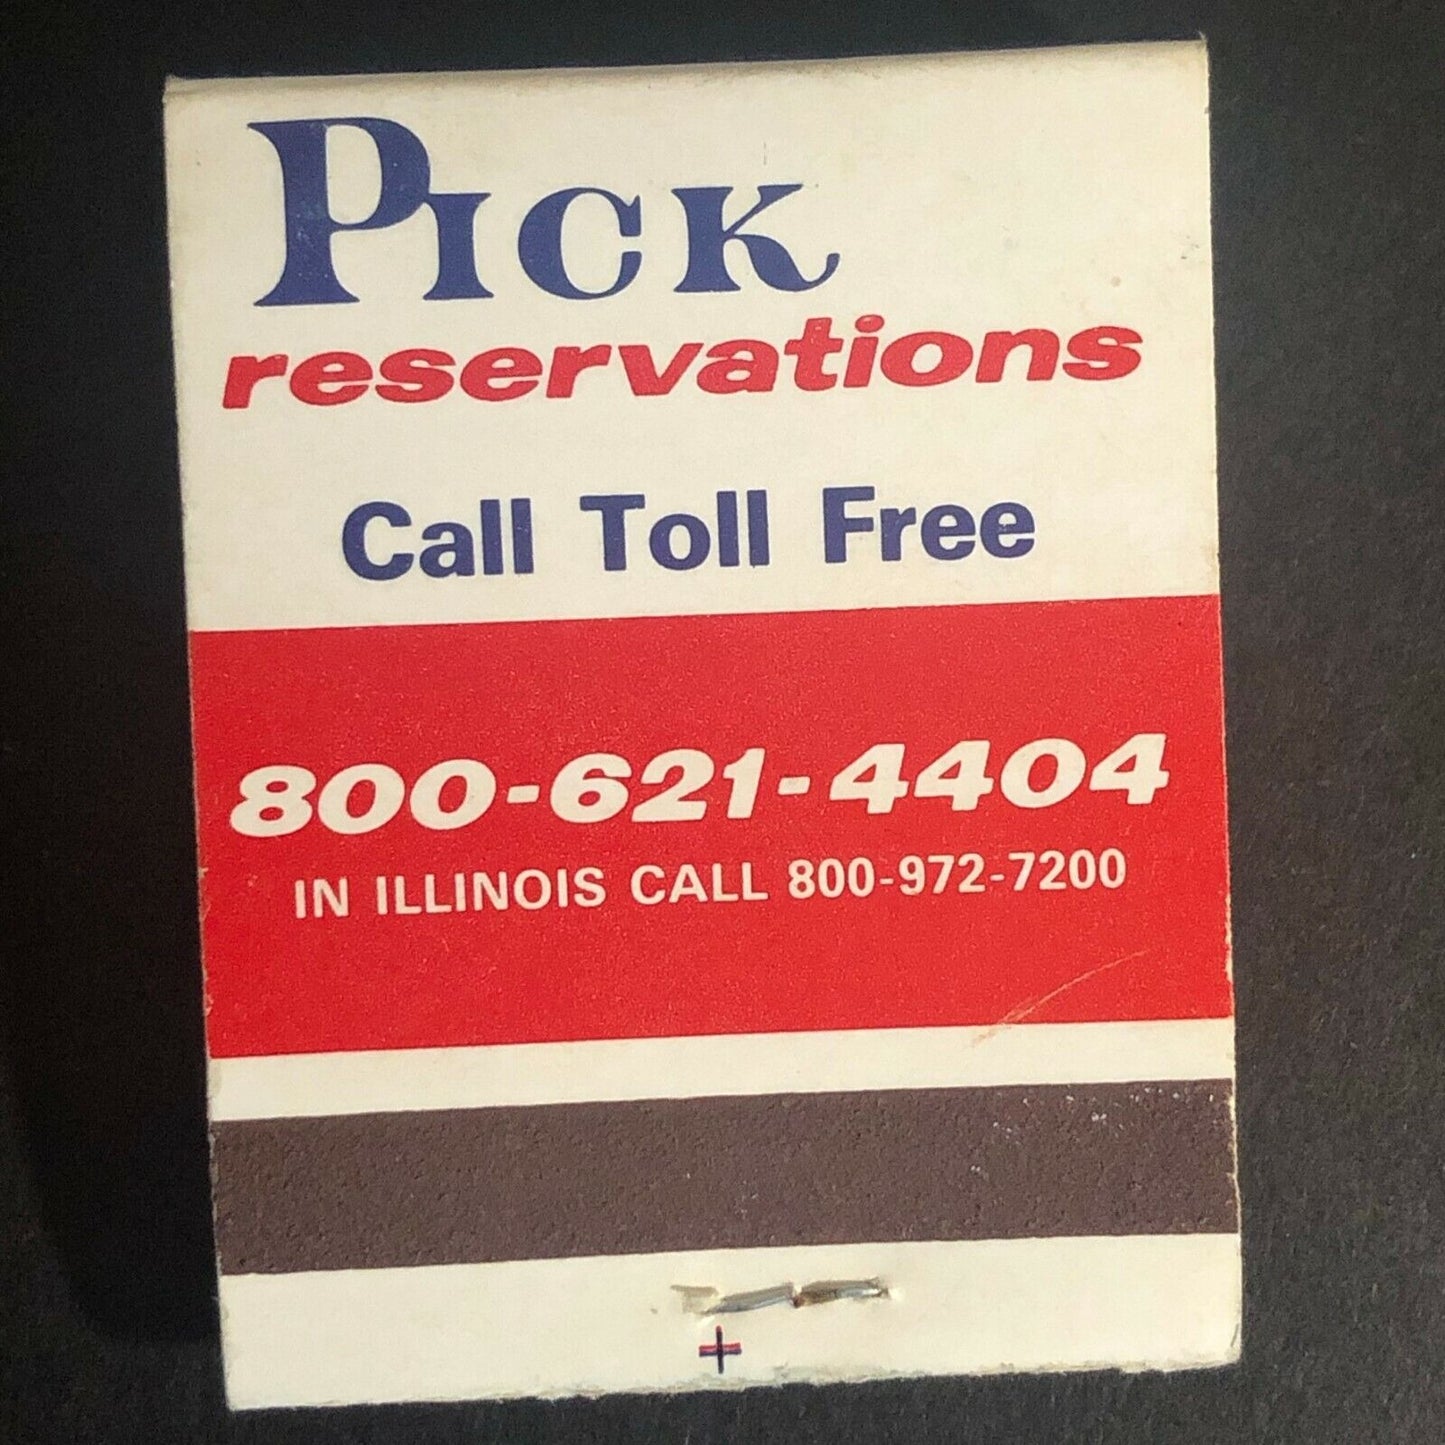 PICK
reservations
Call Toll Free
800-621-4404
IN ILLINOIS CALL 800-972-7200